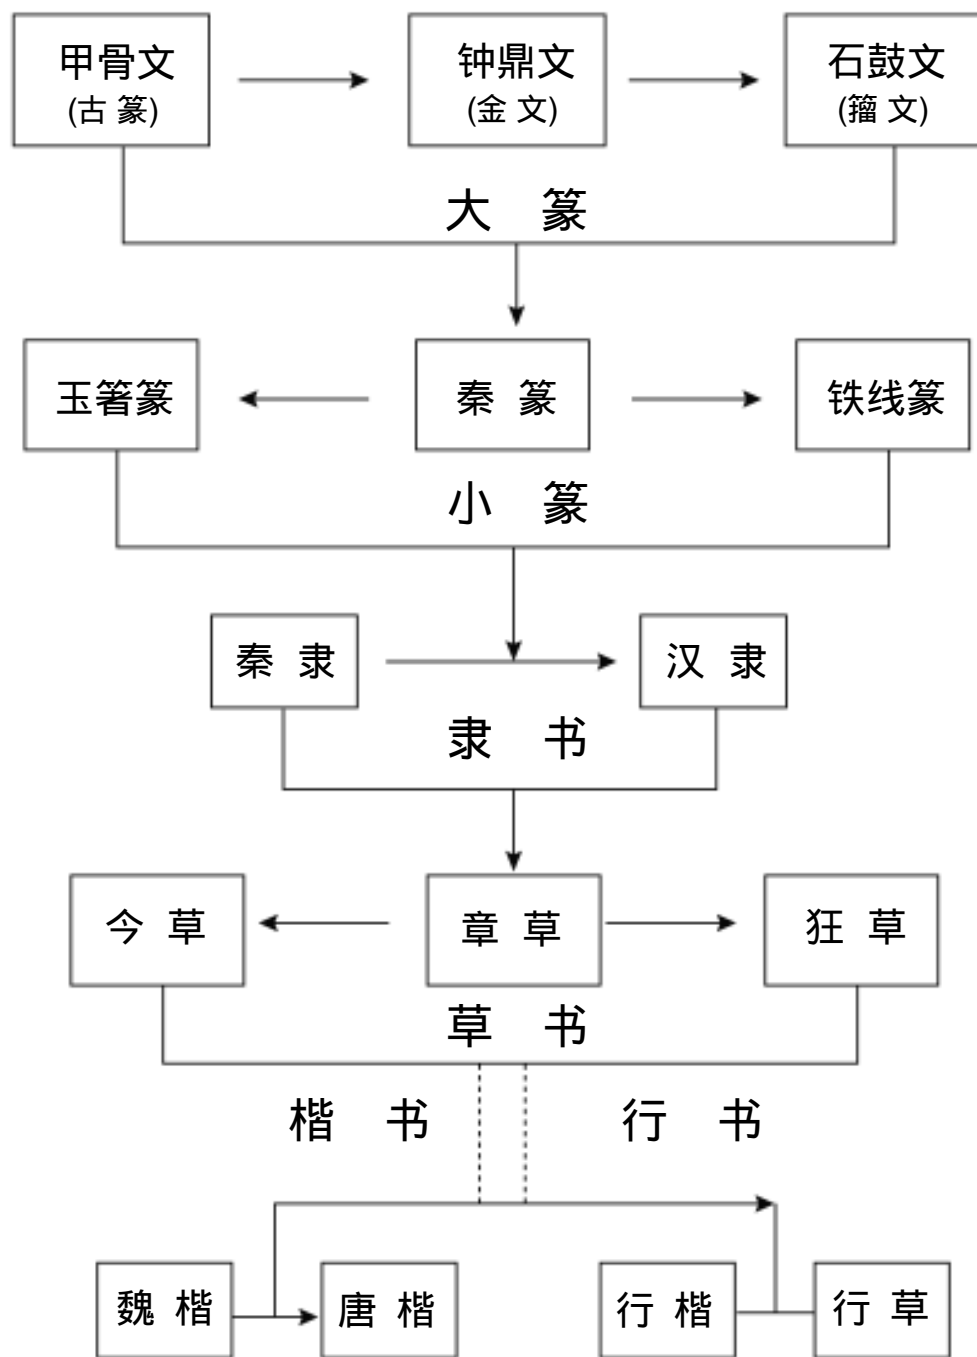 甲骨文 钟鼎文 石鼓文
(古 篆) (金 文) (籀 文)
大 篆
玉箸篆 秦 篆 铁线篆
小 篆
秦 隶 汉 隶
隶 书
今 草 章 草 狂 草
草 书
楷 书 行 书
魏 楷 唐 楷 行 楷 行 草